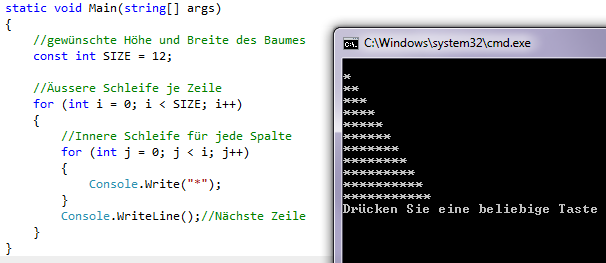 static void Main(string[] args)
{
    //gewünschte Höhe und Breite des Baumes
    const int SIZE = 12;
    //Äussere Schleife je Zeile
    for (int i = 0; i < SIZE; i++)
    {
        //Innere Schleife für jede Spalte
        for (int j = 0; j < i; j++)
        {
            Console.Write("*");
        }
        Console.WriteLine();//Nächste Zeile
    }
}
C:\Windows\system32\cmd.exe
*
**
***
****
*****
******
*******
********
*********
**********
***********
Drücken Sie eine beliebige Taste